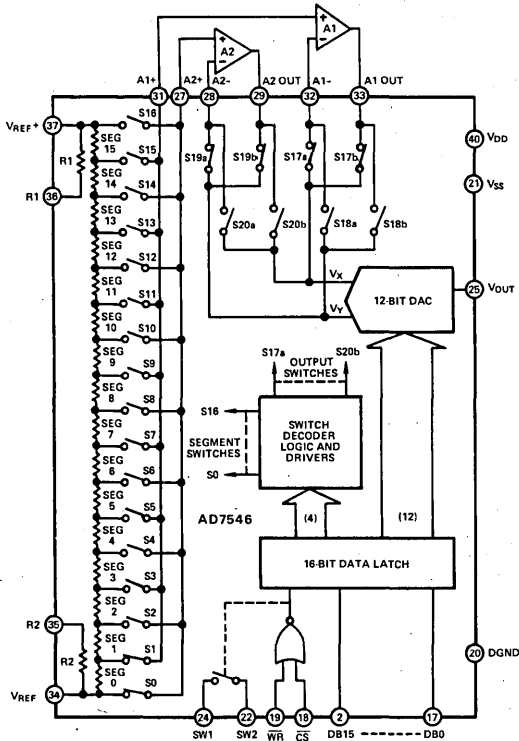 A1
A2
A1+ A2+ A2− A2 OUT A1− A1 OUT
31 27 28 29 32 33
VREF+ 37
S16
SEG 15
S15
R1
SEG 14
S14
R1 36
SEG 13
S13
SEG 12
S12
SEG 11
S11
SEG 10
S10
SEG 9
S9
SEG 8
S8
SEG 7
S7
SEG 6
S6
SEG 5
S5
SEG 4
S4
SEG 3
S3
SEG 2
S2
R2 35
SEG 1
S1
R2
SEG 0
S0
VREF 34
S19a S19b S17a S17b
S20a S20b S18a S18b
40 VDD
21 VSS
VX
VY
12-BIT DAC
25 VOUT
S17a OUTPUT SWITCHES S20b
S16
SEGMENT SWITCHES
S0
SWITCH
DECODER
LOGIC AND
DRIVERS
AD7546
(4) (12)
16-BIT DATA LATCH
20 DGND
24 22 19 18 2 17
SW1 SW2 WR CS DB15 DB0